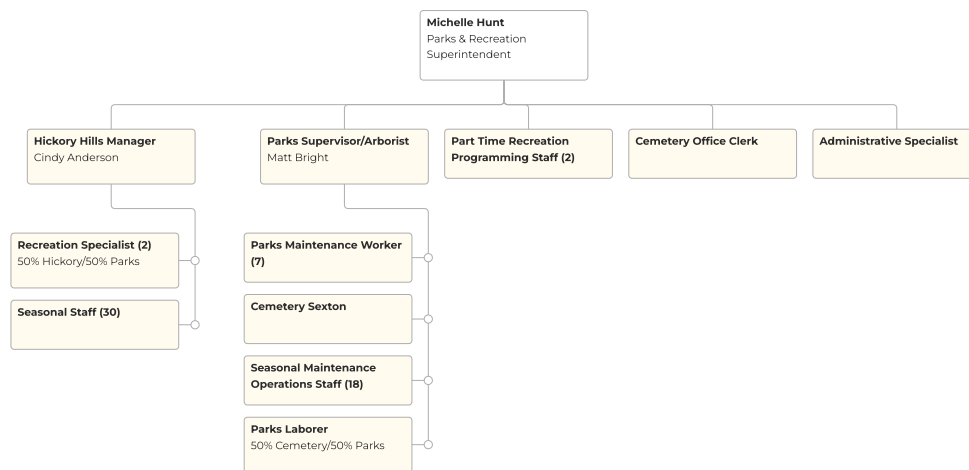 Michelle Hunt
Parks & Recreation
Superintendent
Hickory Hills Manager
Cindy Anderson
Parks Supervisor/Arborist
Matt Bright
Part Time Recreation
Programming Staff (2)
Cemetery Office Clerk
Administrative Specialist
Recreation Specialist (2)
50% Hickory/50% Parks
Seasonal Staff (30)
Parks Maintenance Worker
(7)
Cemetery Sexton
Seasonal Maintenance
Operations Staff (18)
Parks Laborer
50% Cemetery/50% Parks